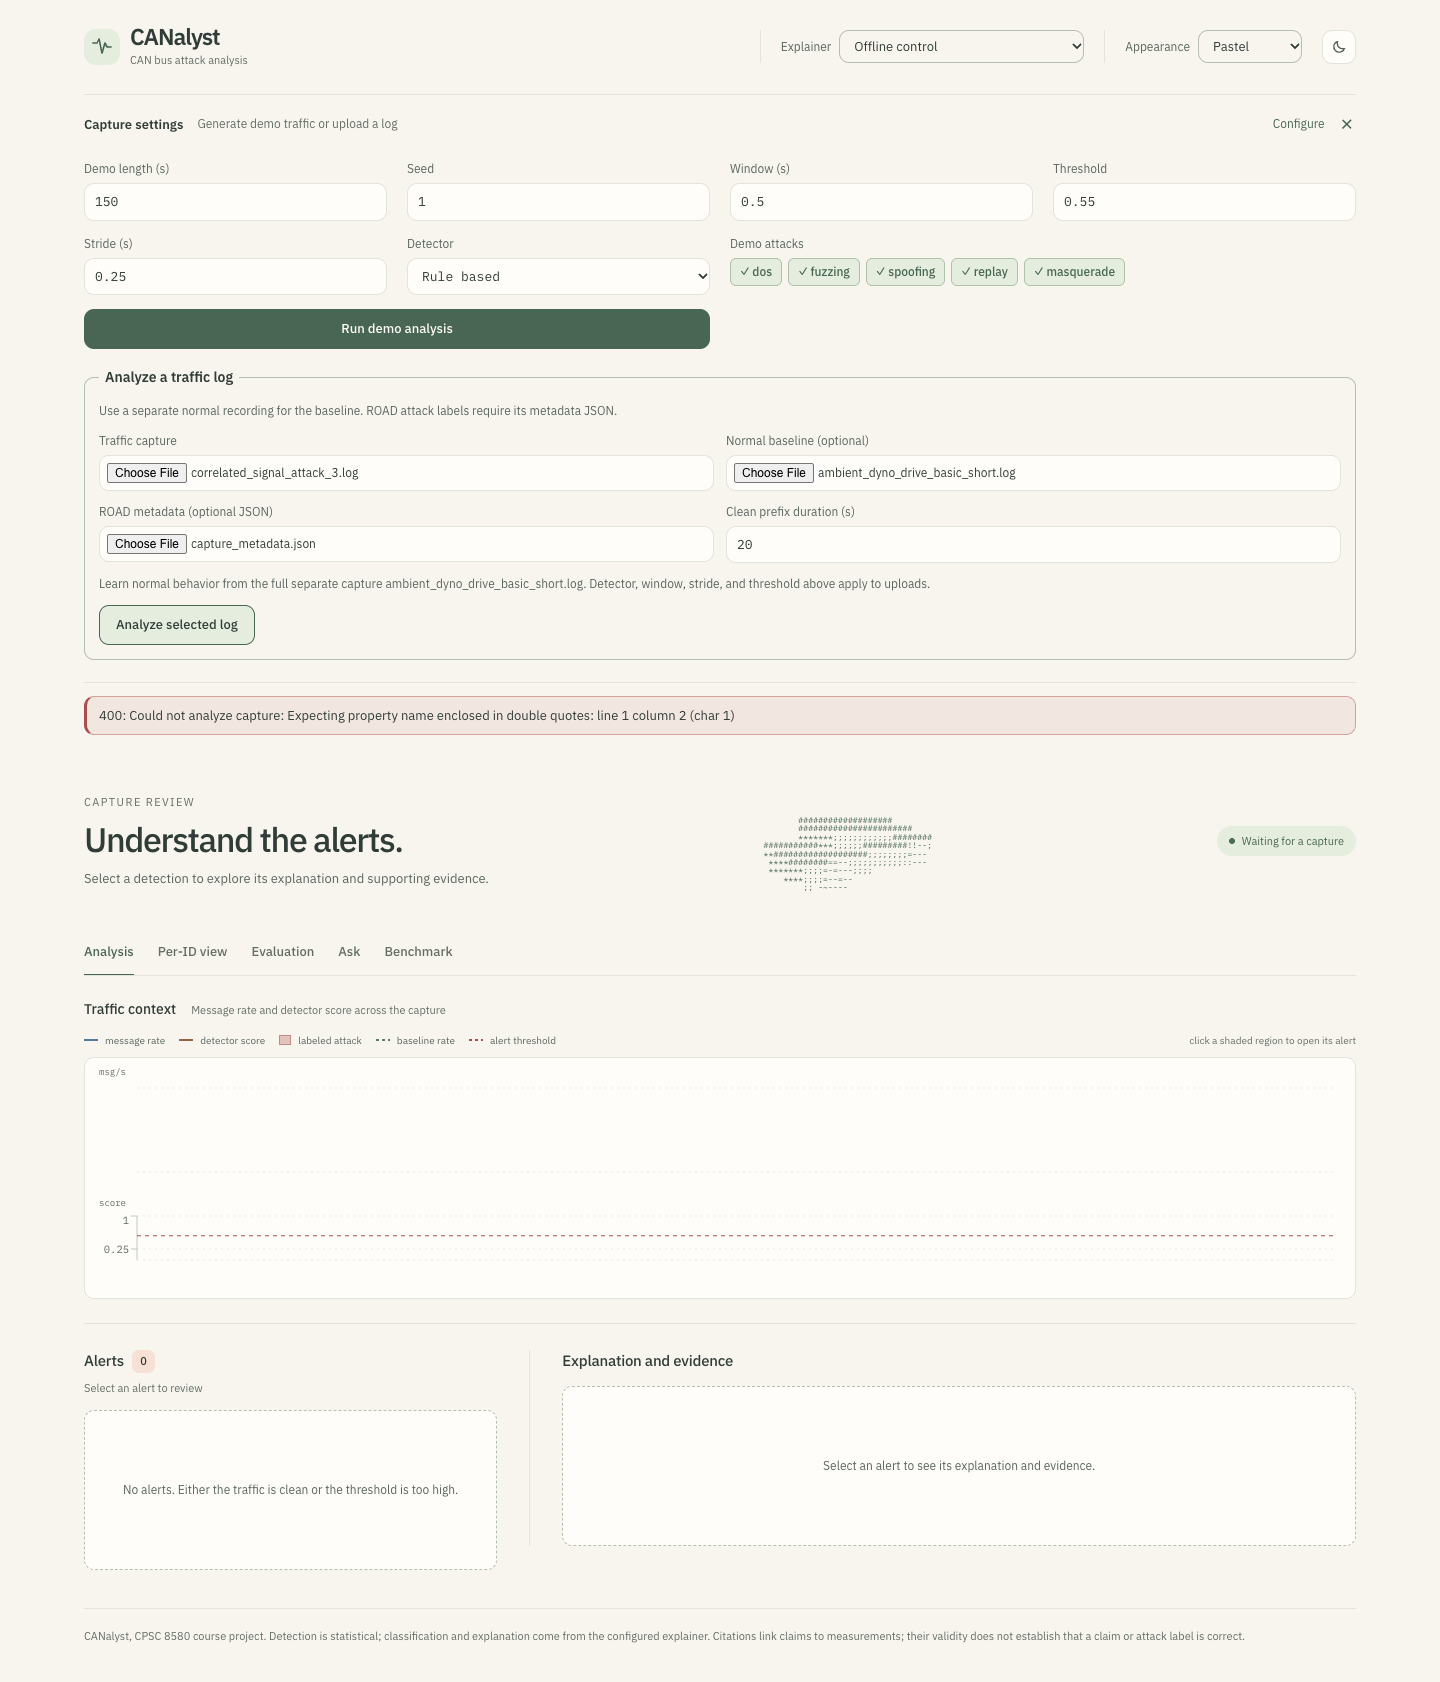 CANalyst
CAN bus attack analysis
Explainer Offline control
Appearance Pastel
Capture settings Generate demo traffic or upload a log
Configure ✕
Demo length (s) Seed Window (s) Threshold
150 1 0.5 0.55
Stride (s) Detector Demo attacks
0.25 Rule based ✓ dos ✓ fuzzing ✓ spoofing ✓ replay ✓ masquerade
Run demo analysis
Analyze a traffic log
Use a separate normal recording for the baseline. ROAD attack labels require its metadata JSON.
Traffic capture Normal baseline (optional)
Choose File correlated_signal_attack_3.log Choose File ambient_dyno_drive_basic_short.log
ROAD metadata (optional JSON) Clean prefix duration (s)
Choose File capture_metadata.json 20
Learn normal behavior from the full separate capture ambient_dyno_drive_basic_short.log. Detector, window, stride, and threshold above apply to uploads.
Analyze selected log
400: Could not analyze capture: Expecting property name enclosed in double quotes: line 1 column 2 (char 1)
CAPTURE REVIEW
Understand the alerts.
Select a detection to explore its explanation and supporting evidence.
Waiting for a capture
Analysis Per-ID view Evaluation Ask Benchmark
Traffic context Message rate and detector score across the capture
message rate detector score labeled attack baseline rate alert threshold click a shaded region to open its alert
msg/s
score
1
0.25
Alerts 0
Select an alert to review
No alerts. Either the traffic is clean or the threshold is too high.
Explanation and evidence
Select an alert to see its explanation and evidence.
CANalyst, CPSC 8580 course project. Detection is statistical; classification and explanation come from the configured explainer. Citations link claims to measurements; their validity does not establish that a claim or attack label is correct.